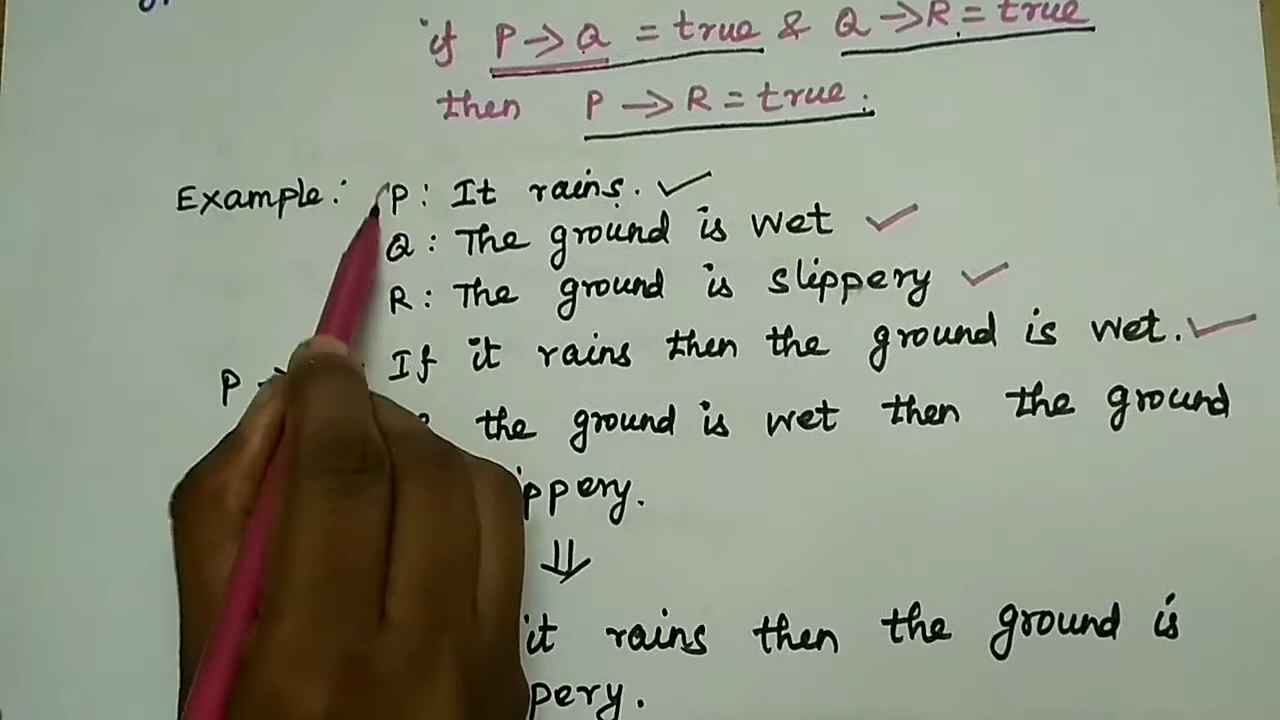 if P → Q = true & Q → R = true
then P → R = true.
Example: P: It rains. ✓
Q: The ground is wet ✓
R: The ground is slippery ✓
P → If it rains then the ground is wet. ✓
the ground is wet then the ground
ippery.
⇓
it rains then the ground is
pery.